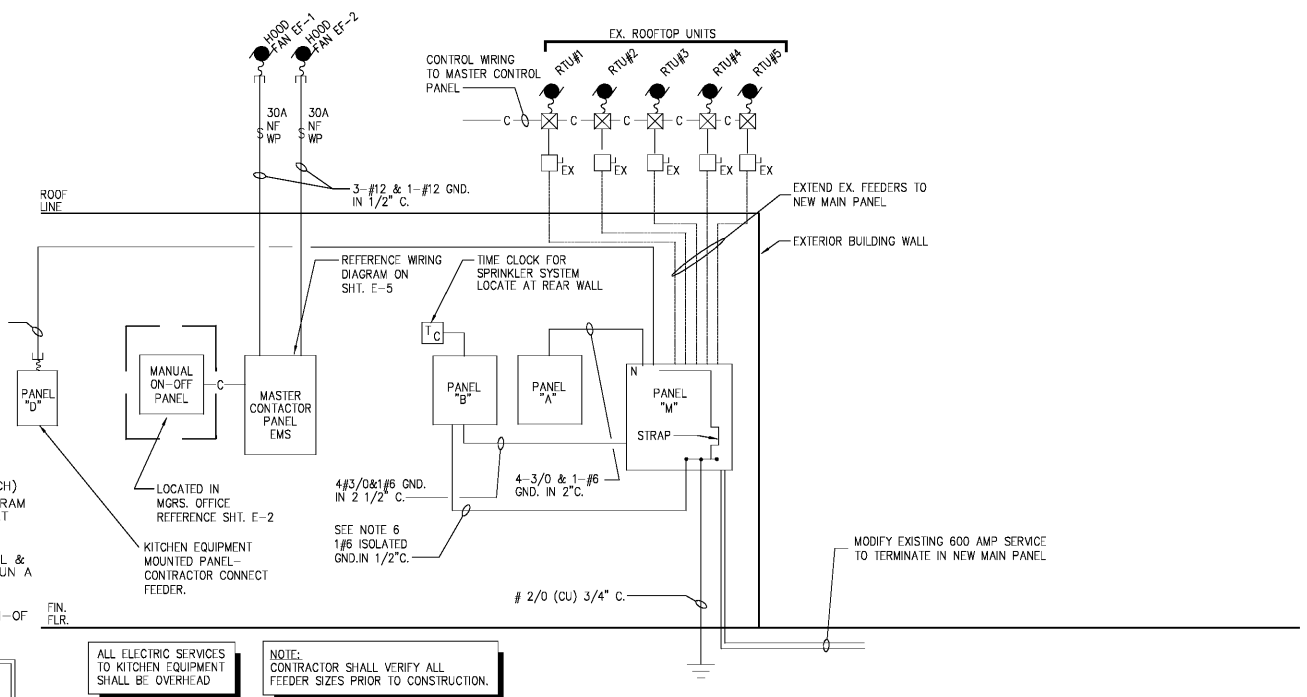 HOOD
FAN EF-1
HOOD
FAN EF-2
EX. ROOFTOP UNITS
RTU#1
RTU#2
RTU#3
RTU#4
RTU#5
CONTROL WIRING
TO MASTER CONTROL
PANEL
C
C
C
C
C
30A
NF
WP
30A
NF
WP
S
S
EX
EX
EX
EX
EX
3-#12 & 1-#12 GND.
IN 1/2" C.
EXTEND EX. FEEDERS TO
NEW MAIN PANEL
ROOF
LINE
EXTERIOR BUILDING WALL
REFERENCE WIRING
DIAGRAM ON
SHT. E-5
TIME CLOCK FOR
SPRINKLER SYSTEM
LOCATE AT REAR WALL
T C
PANEL
"D"
MANUAL
ON-OFF
PANEL
C
MASTER
CONTACTOR
PANEL
EMS
PANEL
"B"
PANEL
"A"
N
PANEL
"M"
STRAP
4#3/0&1#6 GND.
IN 2 1/2" C.
4-3/0 & 1-#6
GND. IN 2"C.
LOCATED IN
MGRS. OFFICE
REFERENCE SHT. E-2
SEE NOTE 6
1#6 ISOLATED
GND.IN 1/2"C.
KITCHEN EQUIPMENT
MOUNTED PANEL-
CONTRACTOR CONNECT
FEEDER.
MODIFY EXISTING 600 AMP SERVICE
TO TERMINATE IN NEW MAIN PANEL
CH)
RAM
T
L &
UN A
-OF
# 2/0 (CU) 3/4" C.
FIN.
FLR.
ALL ELECTRIC SERVICES
TO KITCHEN EQUIPMENT
SHALL BE OVERHEAD
NOTE:
CONTRACTOR SHALL VERIFY ALL
FEEDER SIZES PRIOR TO CONSTRUCTION.